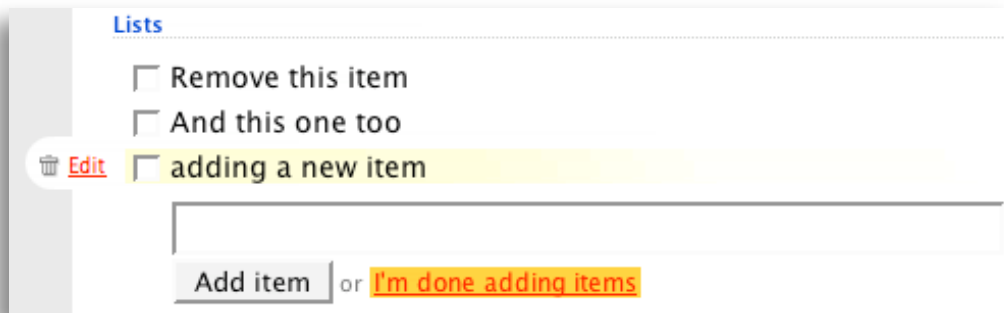 Lists
Remove this item
And this one too
Edit adding a new item
Add item or I'm done adding items